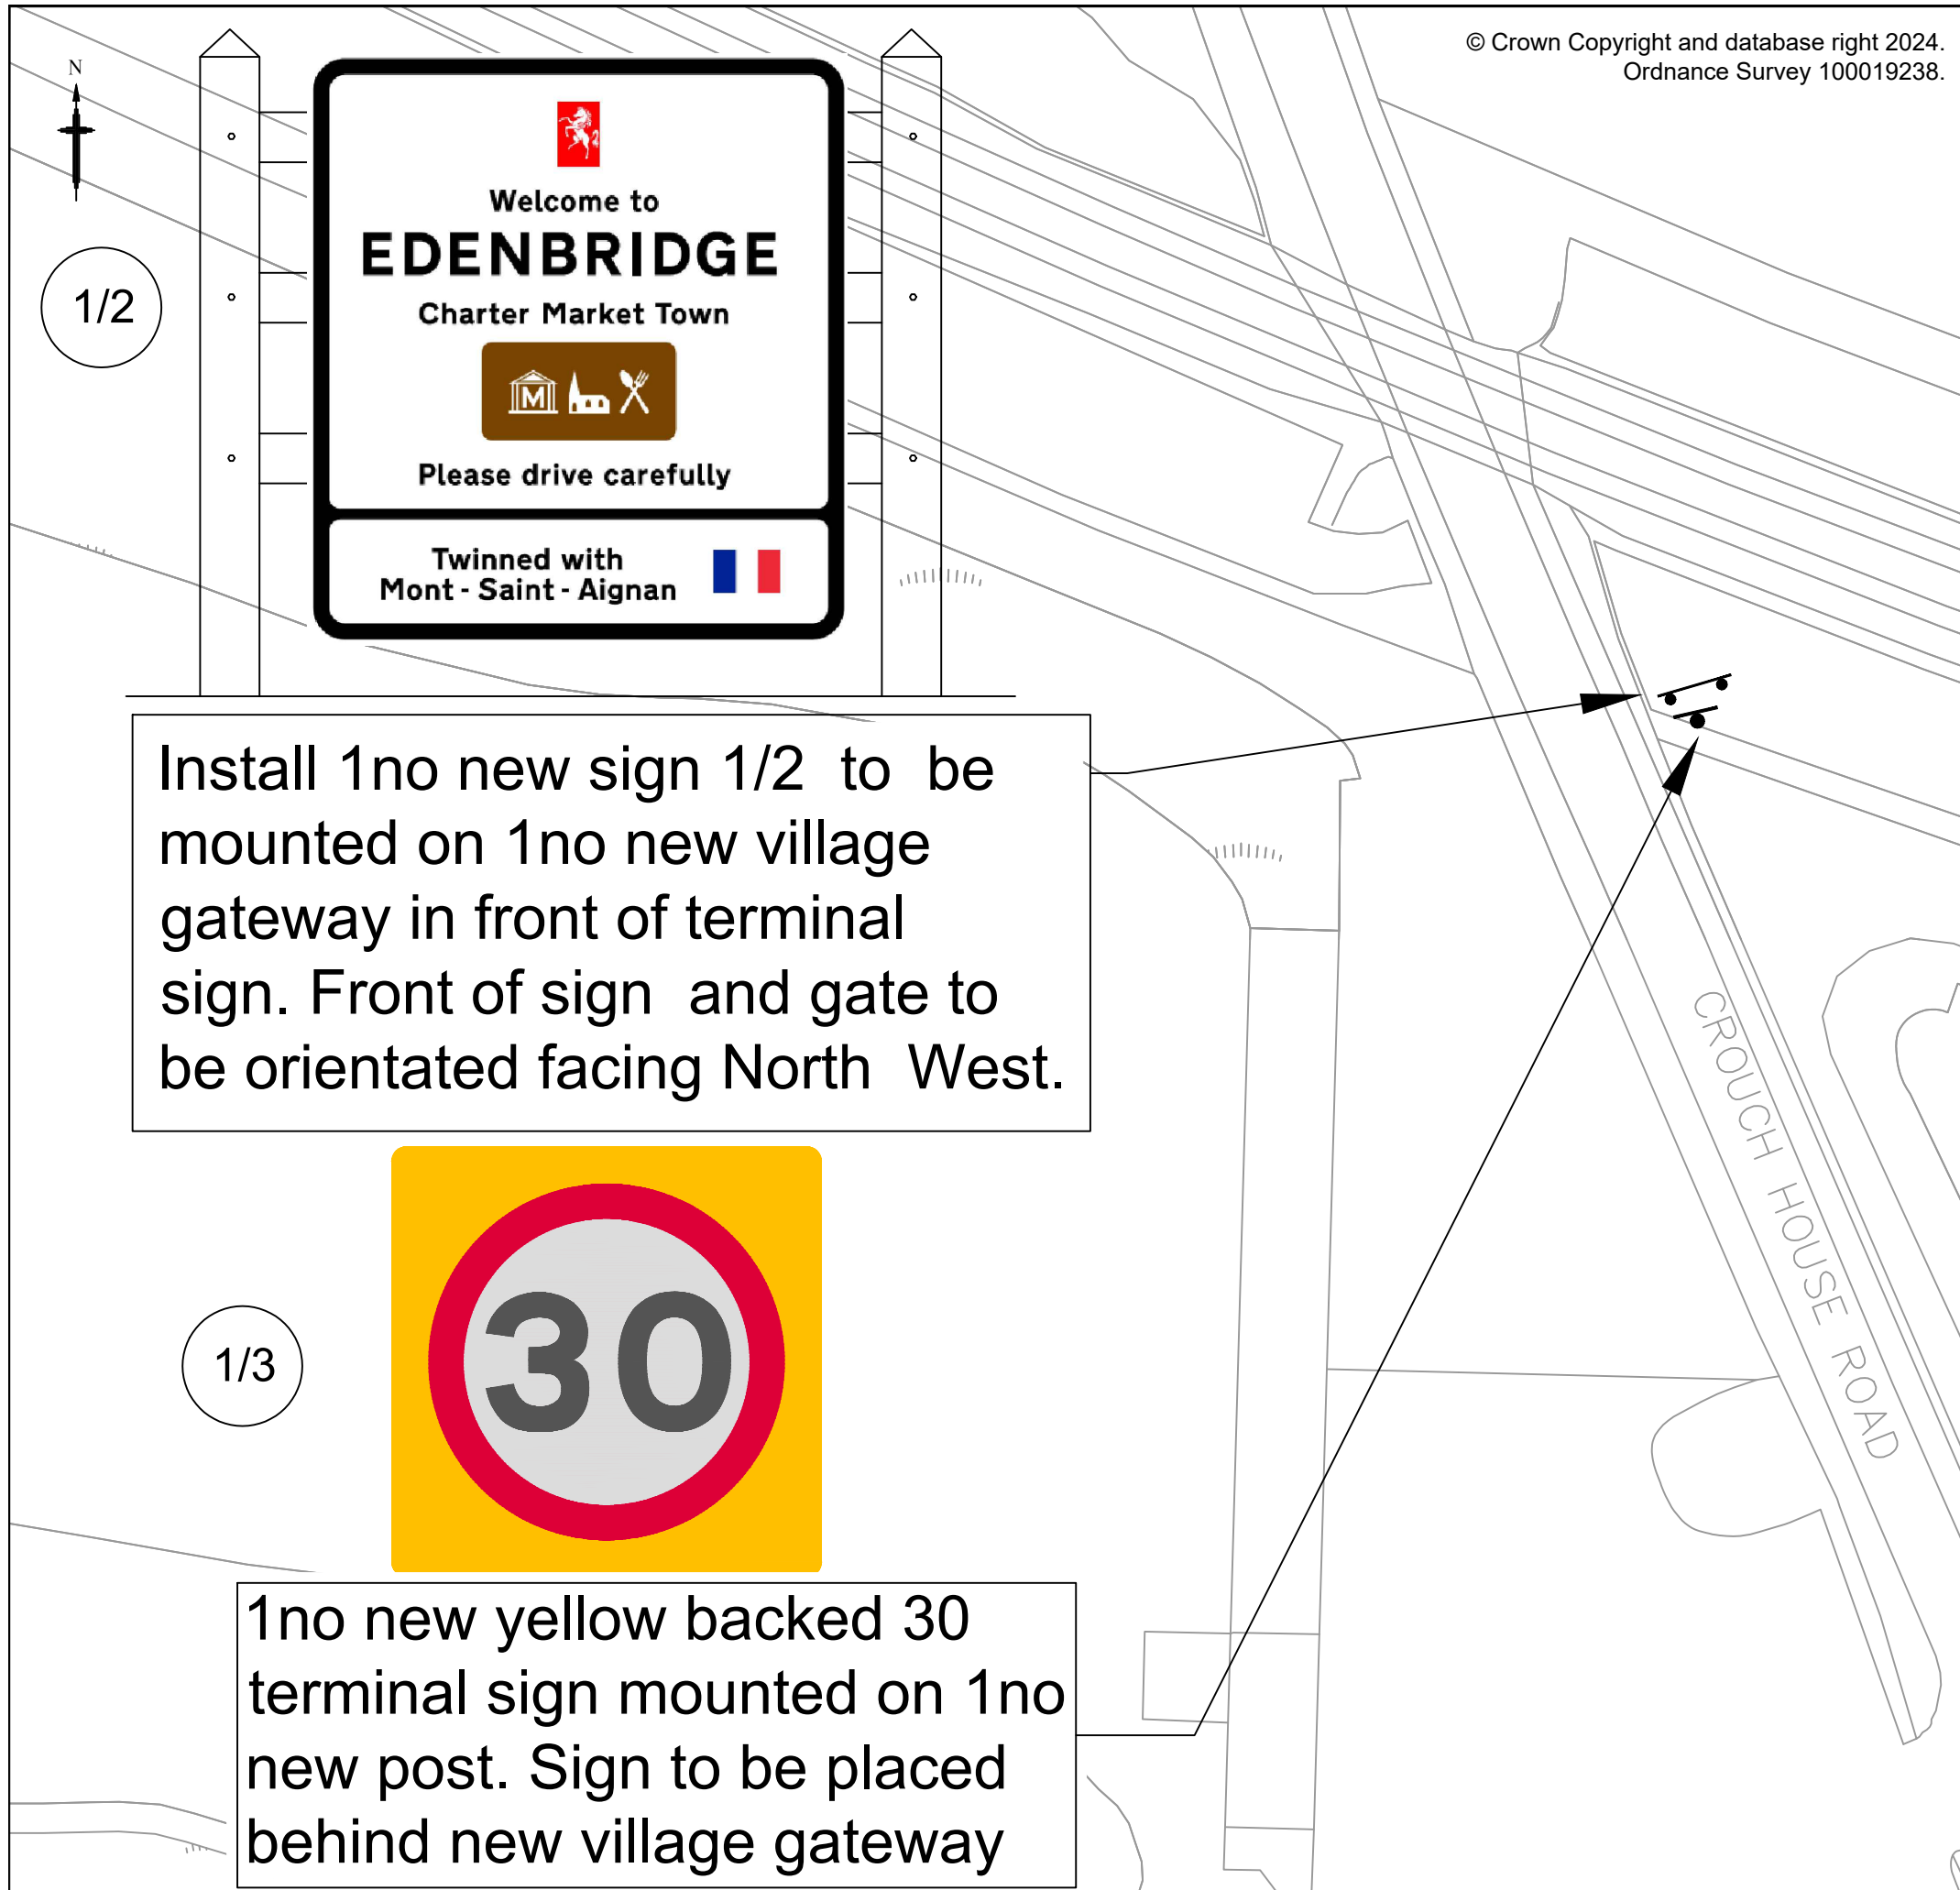 © Crown Copyright and database right 2024.
Ordnance Survey 100019238.
N
1/2
Welcome to
EDENBRIDGE
Charter Market Town
M
Please drive carefully
Twinned with
Mont - Saint - Aignan
Install 1no new sign 1/2 to be
mounted on 1no new village
gateway in front of terminal
sign. Front of sign and gate to
be orientated facing North West.
1/3
30
1no new yellow backed 30
terminal sign mounted on 1no
new post. Sign to be placed
behind new village gateway
CROUCH HOUSE ROAD